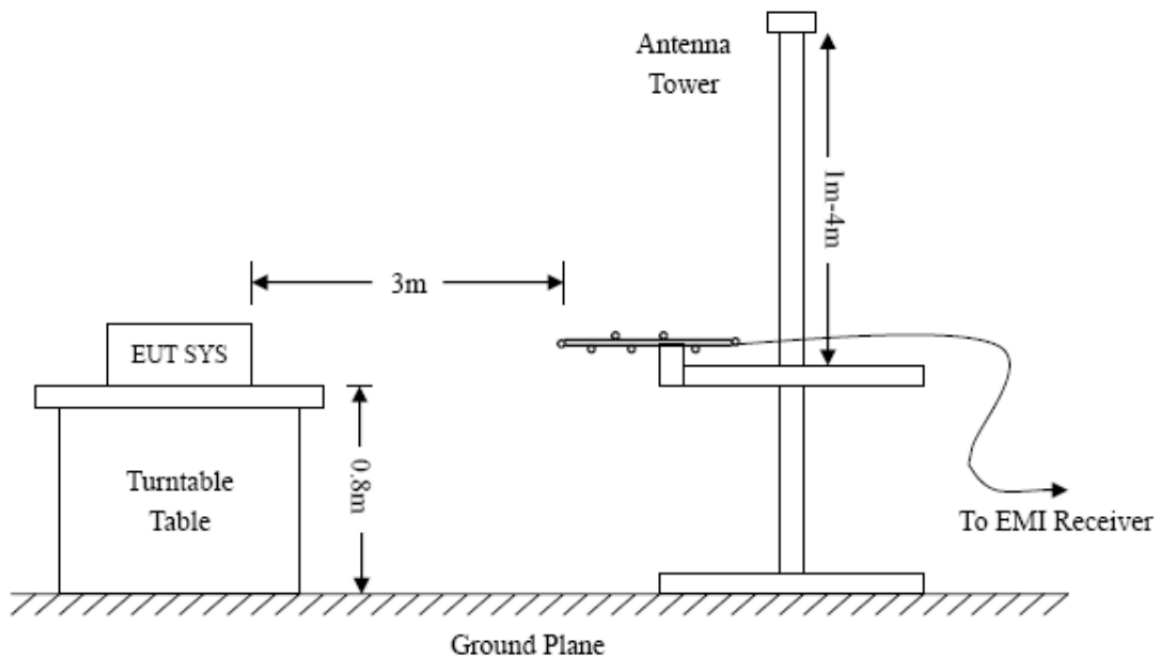 Antenna
Tower
1m-4m
3m
EUT SYS
Turntable
Table
0.8m
To EMI Receiver
Ground Plane